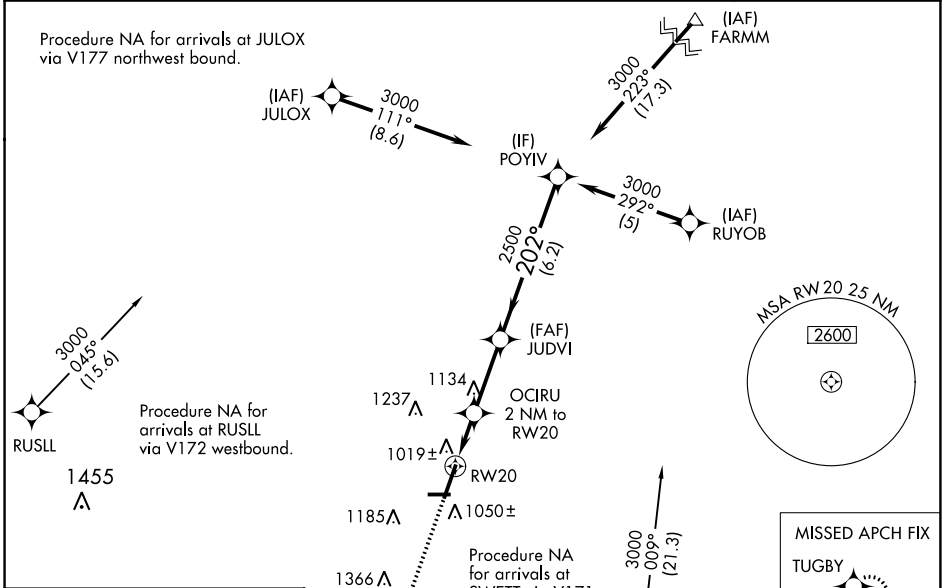 Procedure NA for arrivals at JULOX
via V177 northwest bound.
(IAF)
JULOX
3000
111°
(8.6)
(IAF)
FARMM
3000
223°
(17.3)
(IF)
POYIV
3000
292°
(5)
(IAF)
RUYOB
2500
202°
(6.2)
(FAF)
JUDVI
MSA RW20 25 NM
2600
3000
045°
(15.6)
RUSLL
Procedure NA for
arrivals at RUSLL
via V172 westbound.
1455
1134
1237
OCIRU
2 NM to
RW20
1019±
RW20
1185
1050±
1366
Procedure NA
for arrivals at
3000
009°
(21.3)
MISSED APCH FIX
TUGBY